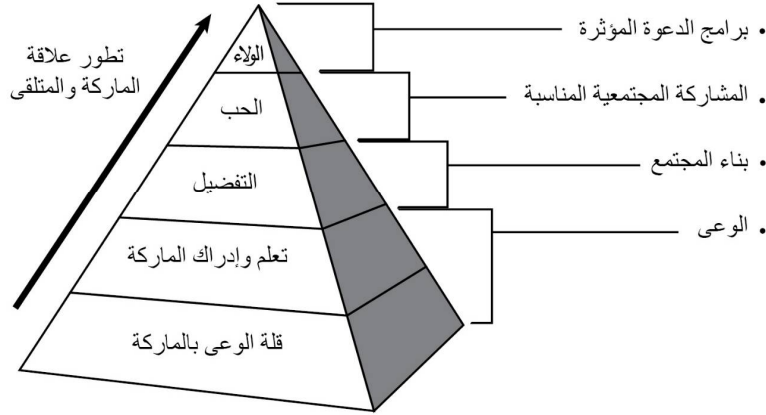 • برامج الدعوة المؤثرة
• المشاركة المجتمعية المناسبة
• بناء المجتمع
• الوعى
الولاء
الحب
التفضيل
تعلم وإدراك الماركة
قلة الوعى بالماركة
تطور علاقة
الماركة والمتلقى